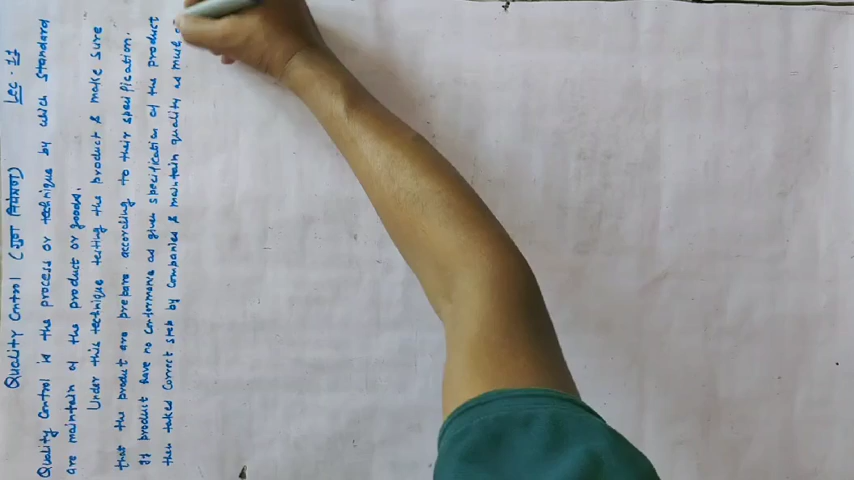 Quality Control (गुण नियंत्रण) Lec - 11
Quality Control is the process or technique by which standard
are maintain of the product or goods.
Under this technique testing the product & make sure
that the product are prepare according to their specification.
If product have no conformance as given specification of the product
then taked correct step by companies & maintain quality as must